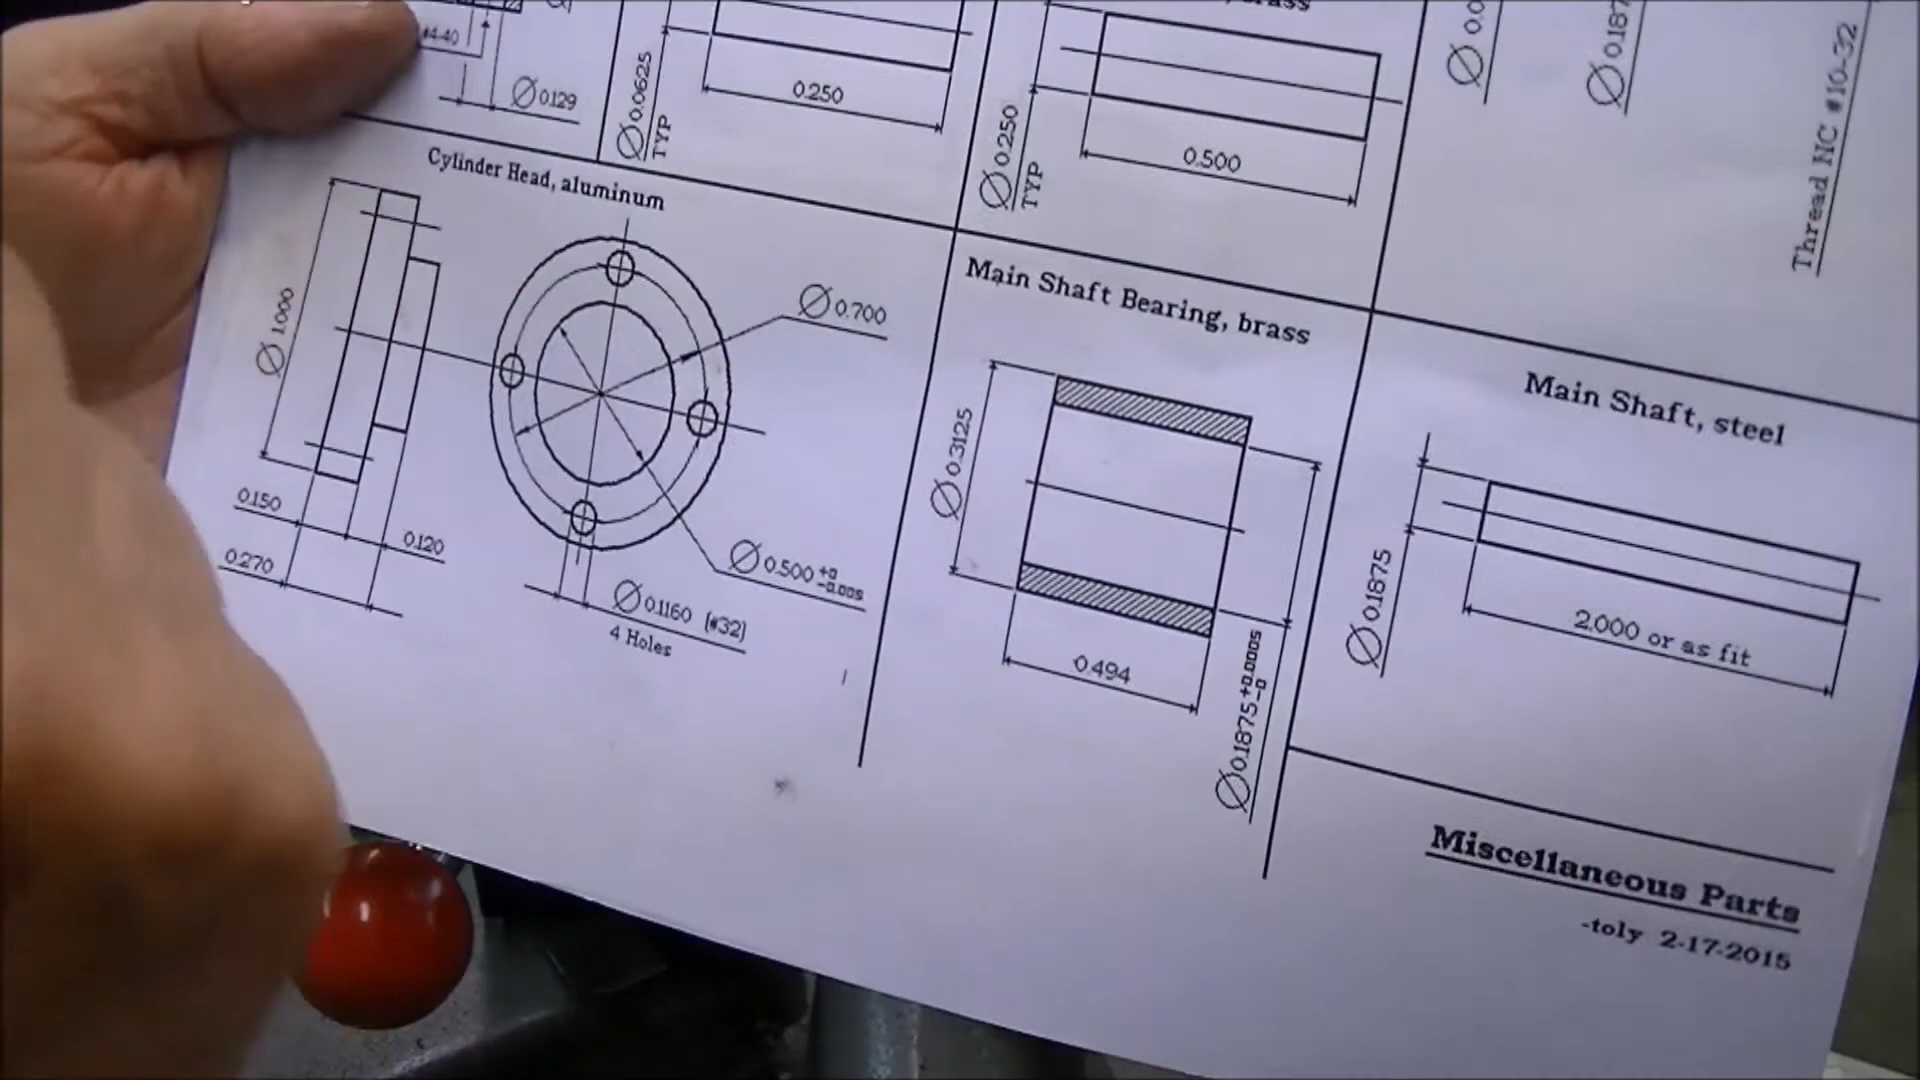 #4-40
Ø0.129
Ø0.0625
TYP
0.250
Ø0.250
TYP
0.500
Thread NC #10-32
Cylinder Head, aluminum
Ø1.000
Ø0.700
0.150
0.120
0.270
Ø0.500 +0 -0.005
Ø0.1160 (#32)
4 Holes
Main Shaft Bearing, brass
Ø0.3125
0.494
Ø0.1875 +0.0005 -0
Main Shaft, steel
Ø0.1875
2.000 or as fit
Miscellaneous Parts
-toly 2-17-2015